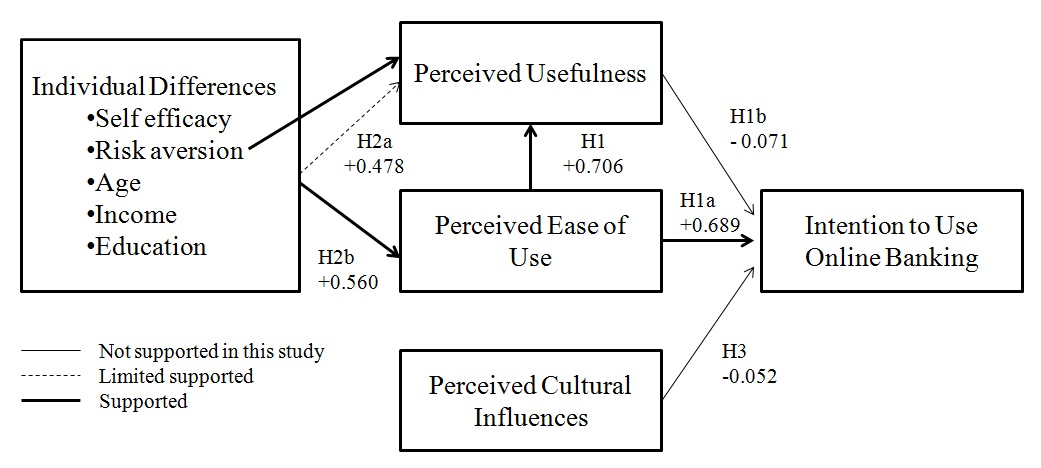 Individual Differences
•Self efficacy
•Risk aversion
•Age
•Income
•Education
Perceived Usefulness
H2a
+0.478
H1
+0.706
H1b
- 0.071
H2b
+0.560
Perceived Ease of
Use
H1a
+0.689
Intention to Use
Online Banking
Perceived Cultural
Influences
H3
-0.052
Not supported in this study
Limited supported
Supported